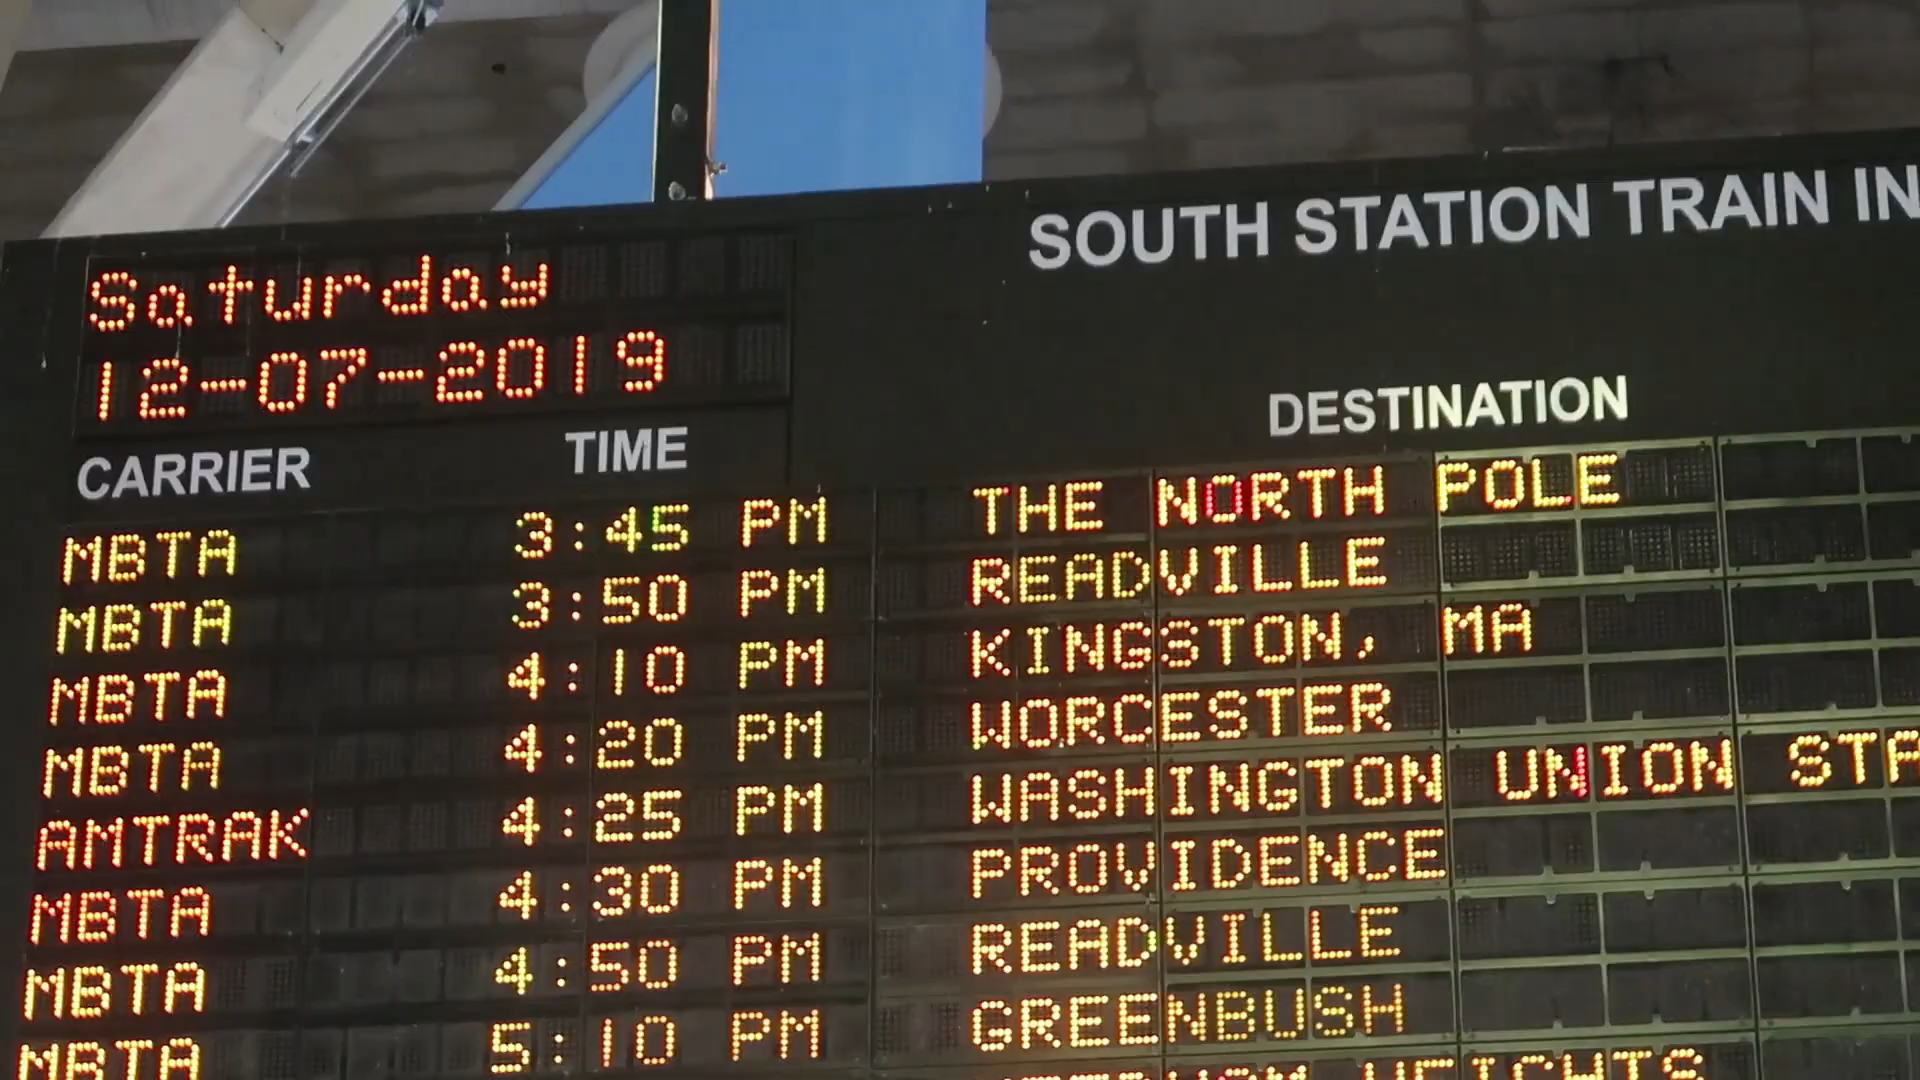 SOUTH STATION TRAIN IN
Saturday
12-07-2019
CARRIER TIME DESTINATION
MBTA 3:45 PM THE NORTH POLE
MBTA 3:50 PM READVILLE
MBTA 4:10 PM KINGSTON, MA
MBTA 4:20 PM WORCESTER
AMTRAK 4:25 PM WASHINGTON UNION STA
MBTA 4:30 PM PROVIDENCE
MBTA 4:50 PM READVILLE
MBTA 5:10 PM GREENBUSH
HEIGHTS